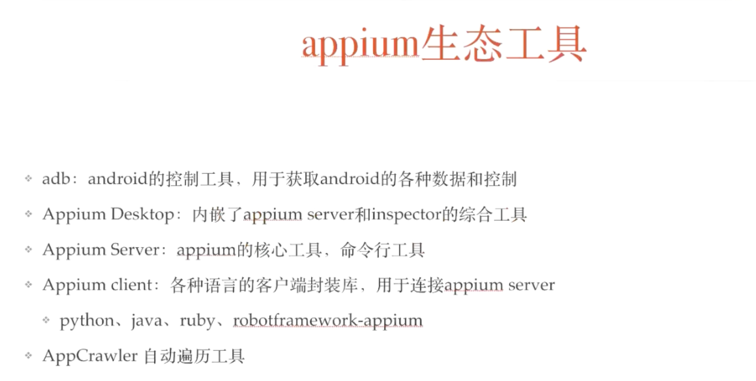 appium生态工具
adb：android的控制工具，用于获取android的各种数据和控制
Appium Desktop：内嵌了appium server和inspector的综合工具
Appium Server：appium的核心工具，命令行工具
Appium client：各种语言的客户端封装库，用于连接appium server
python、java、ruby、robotframework-appium
AppCrawler 自动遍历工具